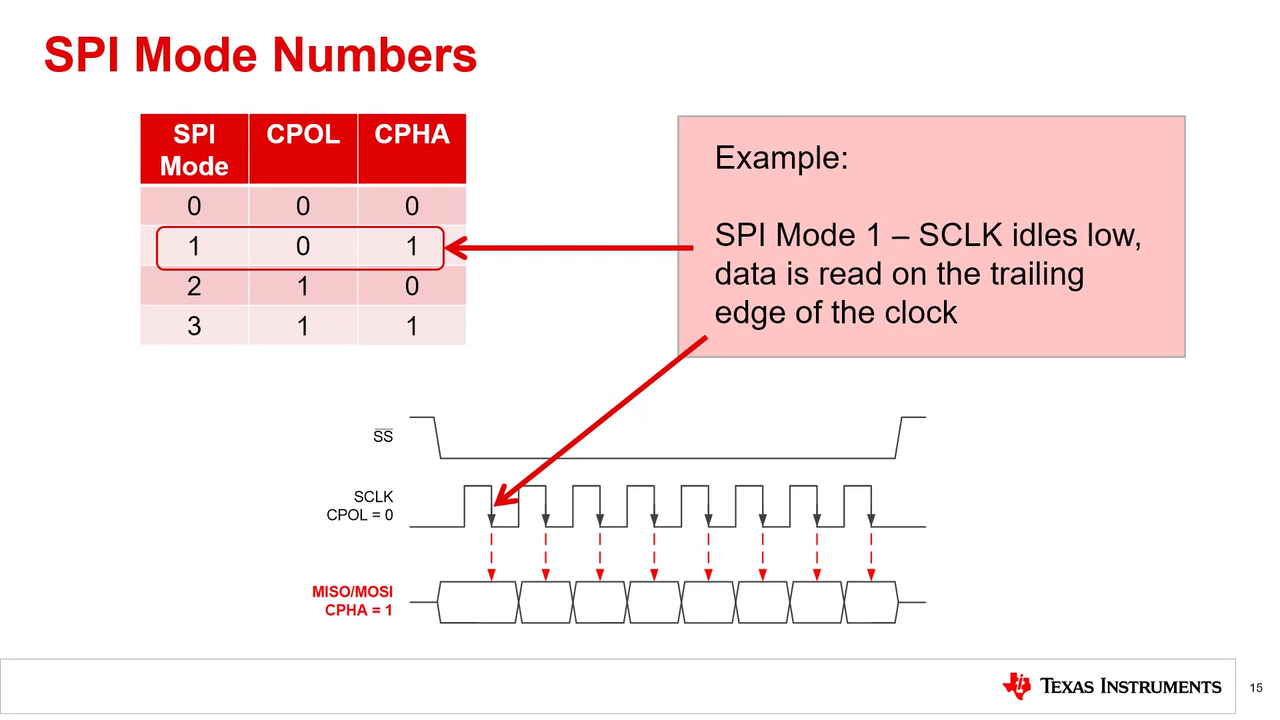 SPI Mode Numbers
SPI Mode CPOL CPHA
0 0 0
1 0 1
2 1 0
3 1 1
Example:
SPI Mode 1 – SCLK idles low,
data is read on the trailing
edge of the clock
SS
SCLK
CPOL = 0
MISO/MOSI
CPHA = 1
TEXAS INSTRUMENTS
15